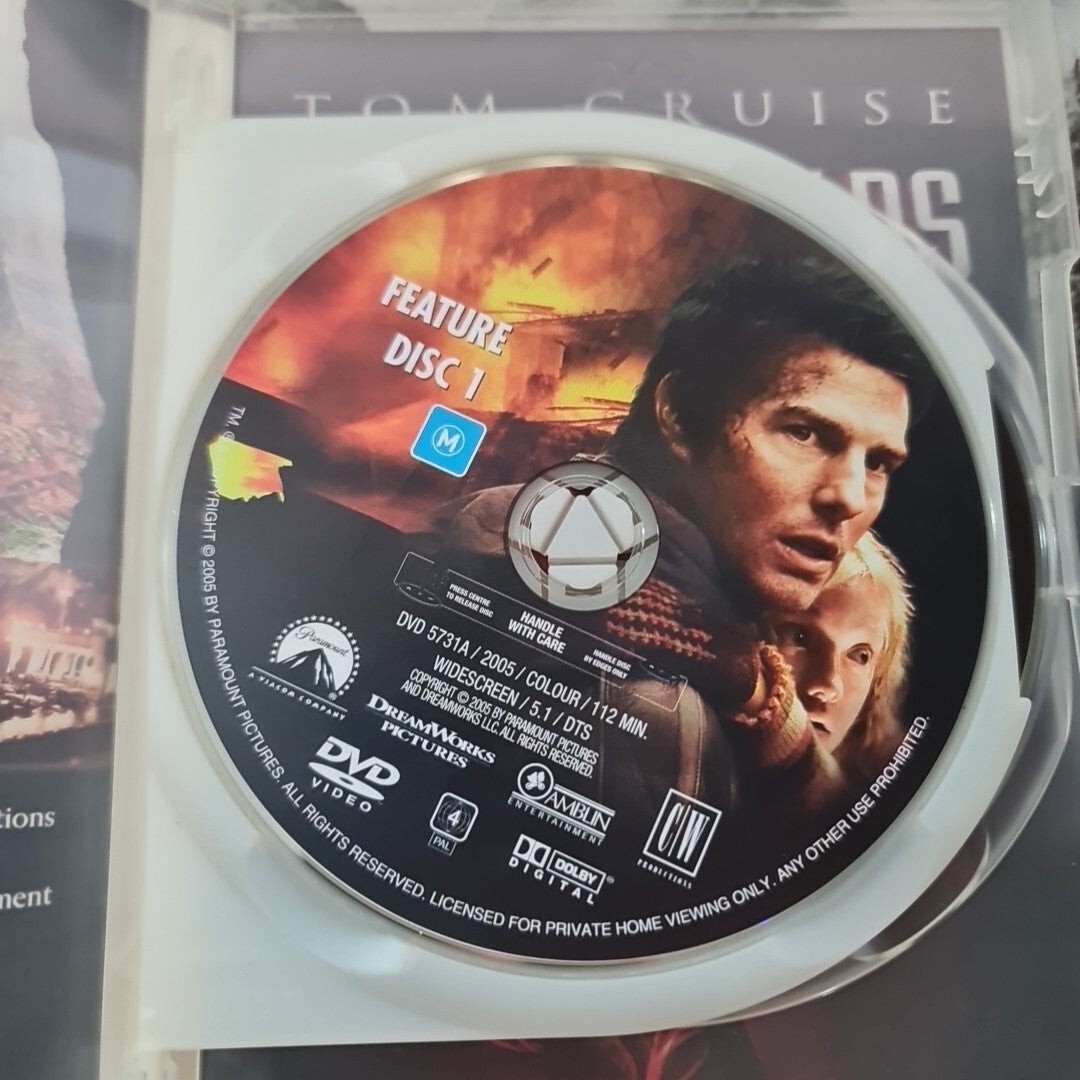 TOM CRUISE
ARS
FEATURE
DISC 1
M
PRESS CENTRE
TO RELEASE DISC
HANDLE
WITH CARE
HANDLE DISC
BY EDGES ONLY
DVD 5731A / 2005 / COLOUR / 112 MIN.
WIDESCREEN / 5.1 / DTS
COPYRIGHT © 2005 BY PARAMOUNT PICTURES
AND DREAMWORKS LLC. ALL RIGHTS RESERVED.
Paramount
A VIACOM COMPANY
DREAMWORKS
PICTURES
DVD
VIDEO
4
PAL
AMBLIN
ENTERTAINMENT
DOLBY
DIGITAL
C/W
PRODUCTIONS
TM © YRIGHT © 2005 BY PARAMOUNT PICTURES. ALL RIGHTS RESERVED. LICENSED FOR PRIVATE HOME VIEWING ONLY. ANY OTHER USE PROHIBITED.
tions
ment